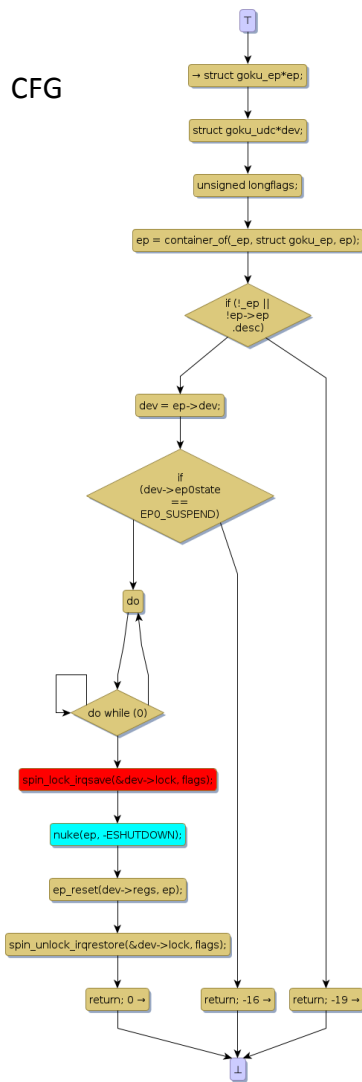 ⊤
CFG
→ struct goku_ep*ep;
struct goku_udc*dev;
unsigned longflags;
ep = container_of(_ep, struct goku_ep, ep);
if (!_ep ||
!ep->ep
.desc)
dev = ep->dev;
if
(dev->ep0state
==
EP0_SUSPEND)
do
do while (0)
spin_lock_irqsave(&dev->lock, flags);
nuke(ep, -ESHUTDOWN);
ep_reset(dev->regs, ep);
spin_unlock_irqrestore(&dev->lock, flags);
return; 0 →
return; -16 →
return; -19 →
⊥